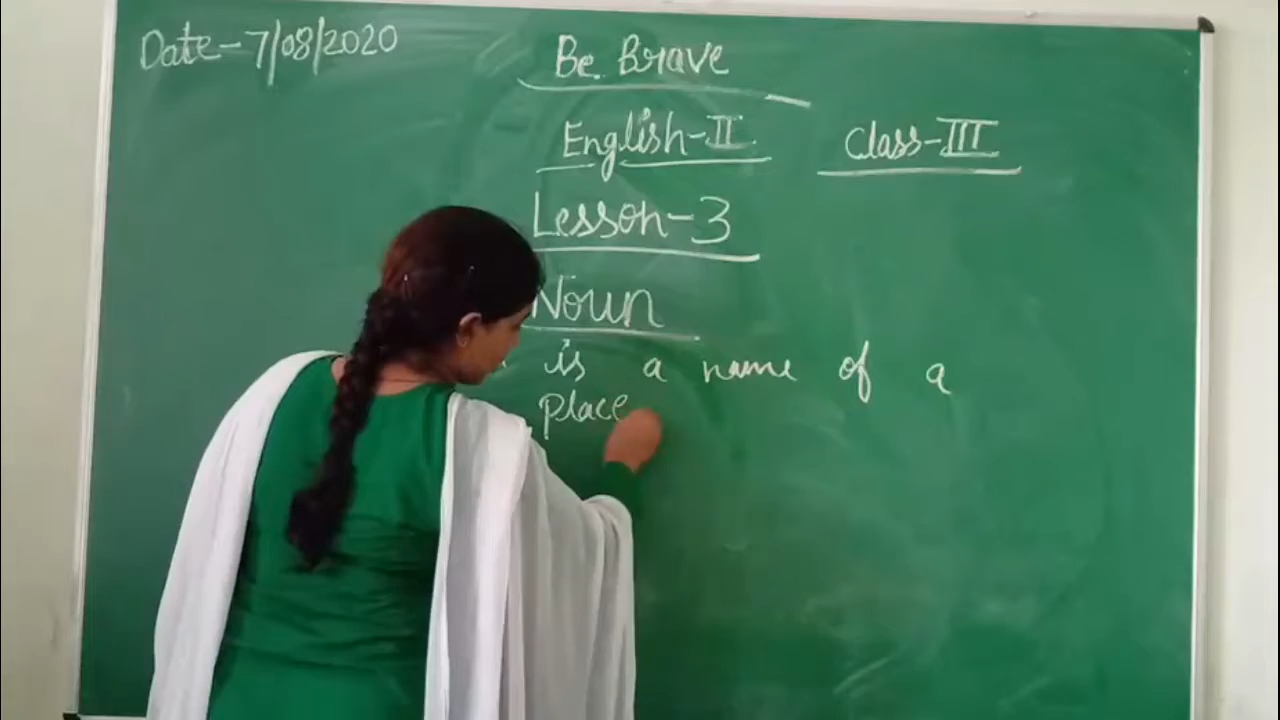 Date-7/08/2020
Be Brave
English-II
Class-III
Lesson-3
Noun
is a name of a
place